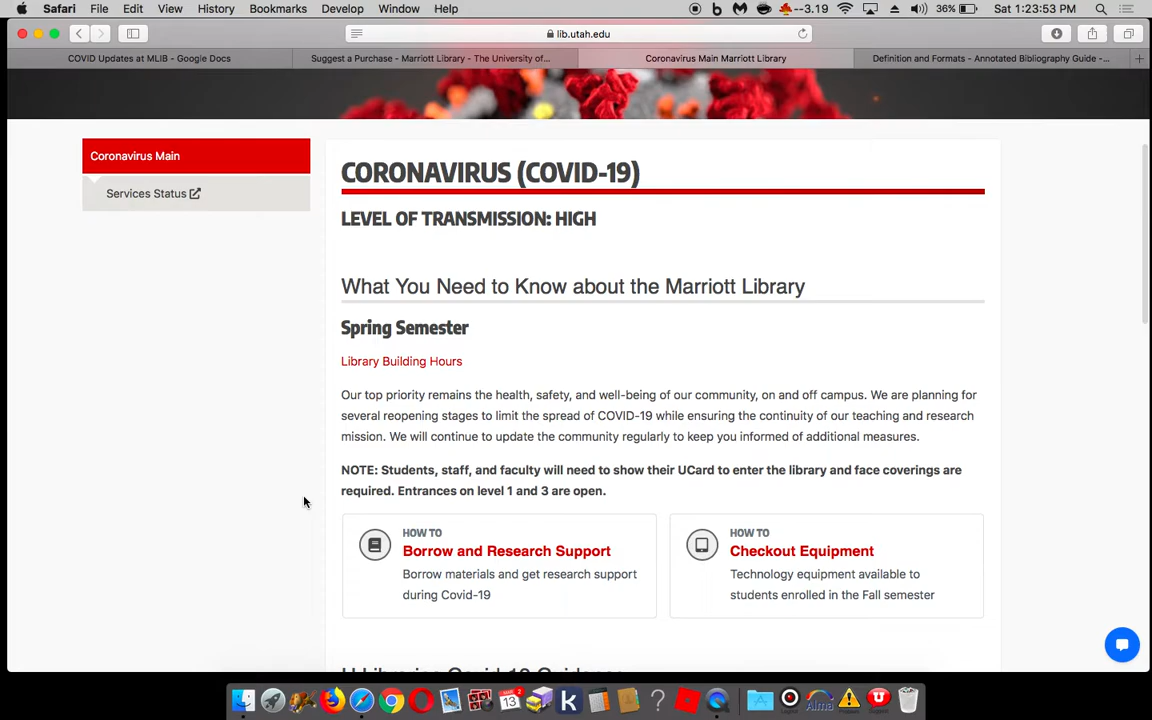 Safari File Edit View History Bookmarks Develop Window Help --3.19 36% Sat 1:23:53 PM
lib.utah.edu
COVID Updates at MLIB - Google Docs Suggest a Purchase - Marriott Library - The University of... Coronavirus Main Marriott Library Definition and Formats - Annotated Bibliography Guide -...
Coronavirus Main
Services Status
CORONAVIRUS (COVID-19)
LEVEL OF TRANSMISSION: HIGH
What You Need to Know about the Marriott Library
Spring Semester
Library Building Hours
Our top priority remains the health, safety, and well-being of our community, on and off campus. We are planning for
several reopening stages to limit the spread of COVID-19 while ensuring the continuity of our teaching and research
mission. We will continue to update the community regularly to keep you informed of additional measures.
NOTE: Students, staff, and faculty will need to show their UCard to enter the library and face coverings are
required. Entrances on level 1 and 3 are open.
HOW TO
Borrow and Research Support
Borrow materials and get research support
during Covid-19
HOW TO
Checkout Equipment
Technology equipment available to
students enrolled in the Fall semester
MAR 13 2
Alma